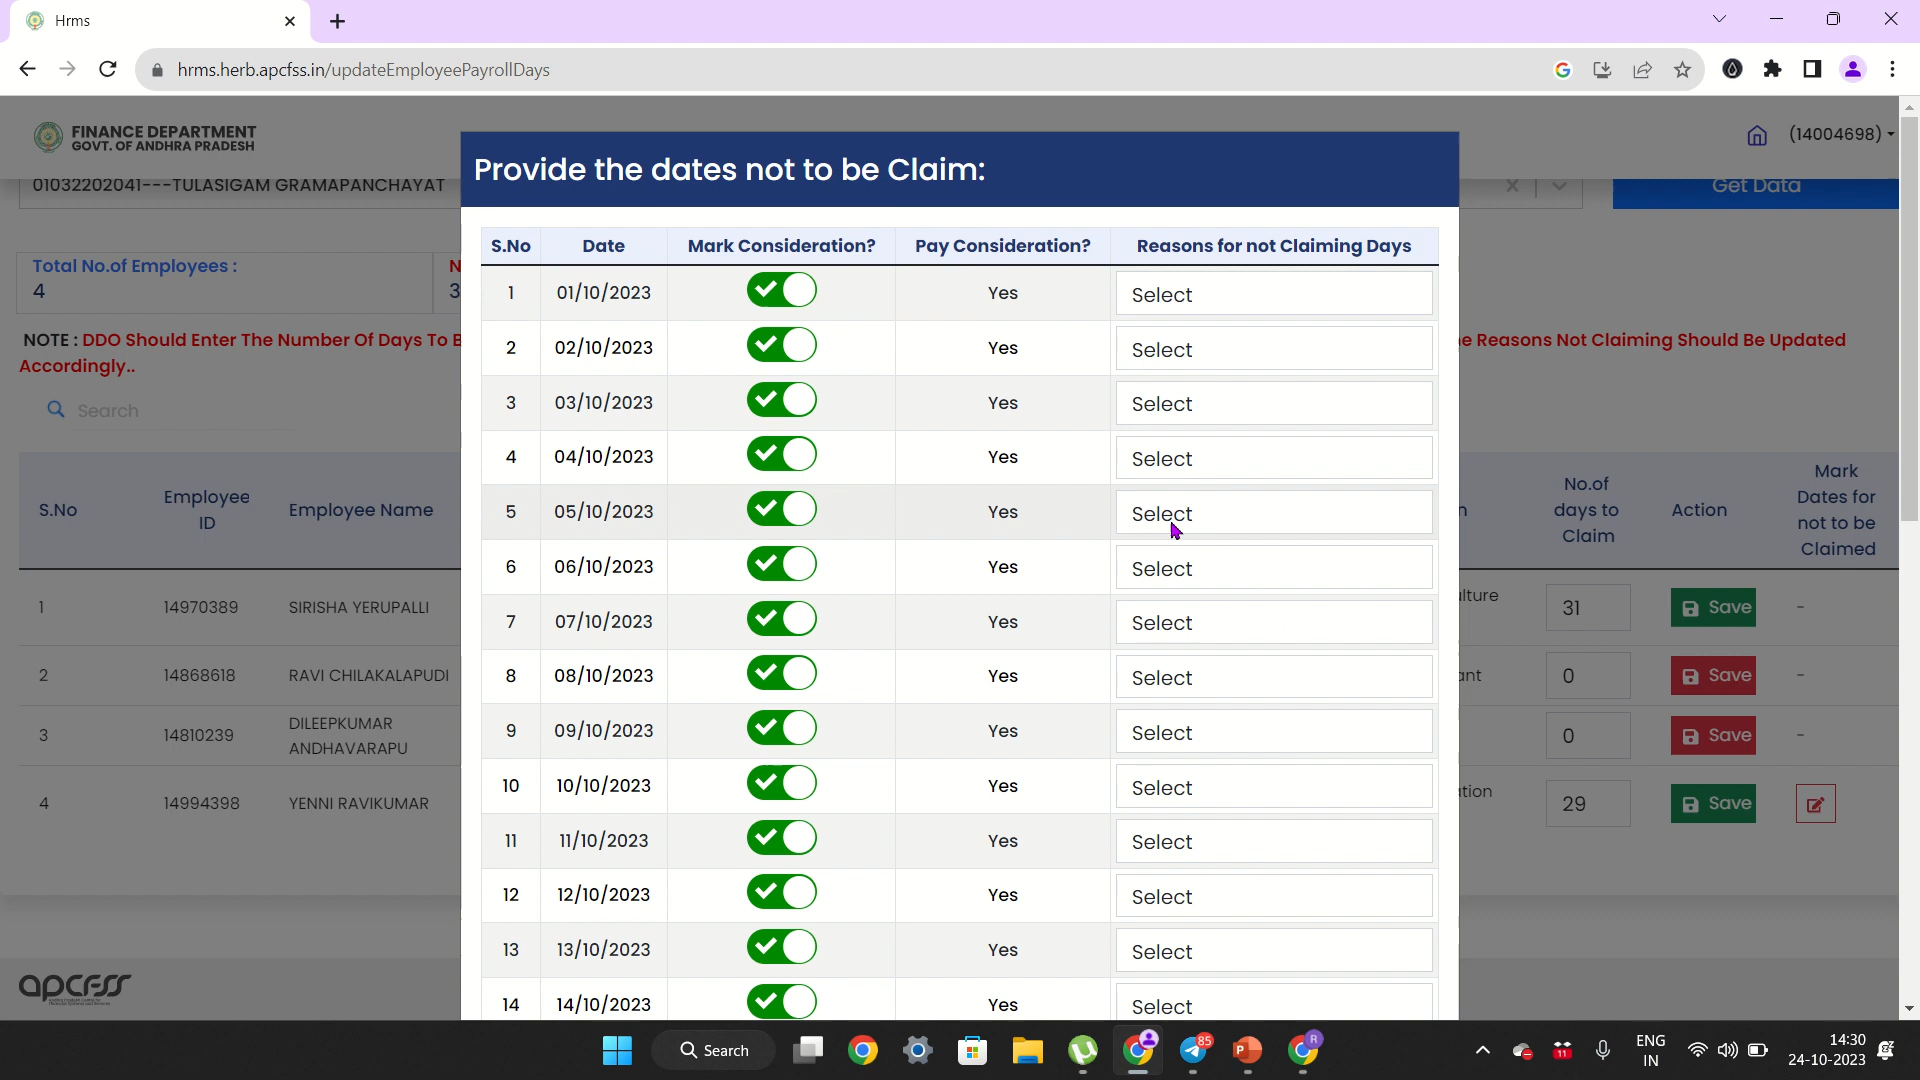 Hrms
hrms.herb.apcfss.in/updateEmployeePayrollDays
FINANCE DEPARTMENT
GOVT. OF ANDHRA PRADESH
(14004698)
01032202041---TULASIGAM GRAMAPANCHAYAT
Get Data
Total No.of Employees :
4
N
3
NOTE : DDO Should Enter The Number Of Days To B
e Reasons Not Claiming Should Be Updated
Accordingly..
Search
S.No Employee ID Employee Name n No.of days to Claim Action Mark Dates for not to be Claimed
1 14970389 SIRISHA YERUPALLI lture 31 Save -
2 14868618 RAVI CHILAKALAPUDI ant 0 Save -
3 14810239 DILEEPKUMAR ANDHAVARAPU 0 Save -
4 14994398 YENNI RAVIKUMAR ation 29 Save
Provide the dates not to be Claim:
S.No Date Mark Consideration? Pay Consideration? Reasons for not Claiming Days
1 01/10/2023 Yes Select
2 02/10/2023 Yes Select
3 03/10/2023 Yes Select
4 04/10/2023 Yes Select
5 05/10/2023 Yes Select
6 06/10/2023 Yes Select
7 07/10/2023 Yes Select
8 08/10/2023 Yes Select
9 09/10/2023 Yes Select
10 10/10/2023 Yes Select
11 11/10/2023 Yes Select
12 12/10/2023 Yes Select
13 13/10/2023 Yes Select
14 14/10/2023 Yes Select
apcfss
Search
85
R
11
ENG
IN
14:30
24-10-2023